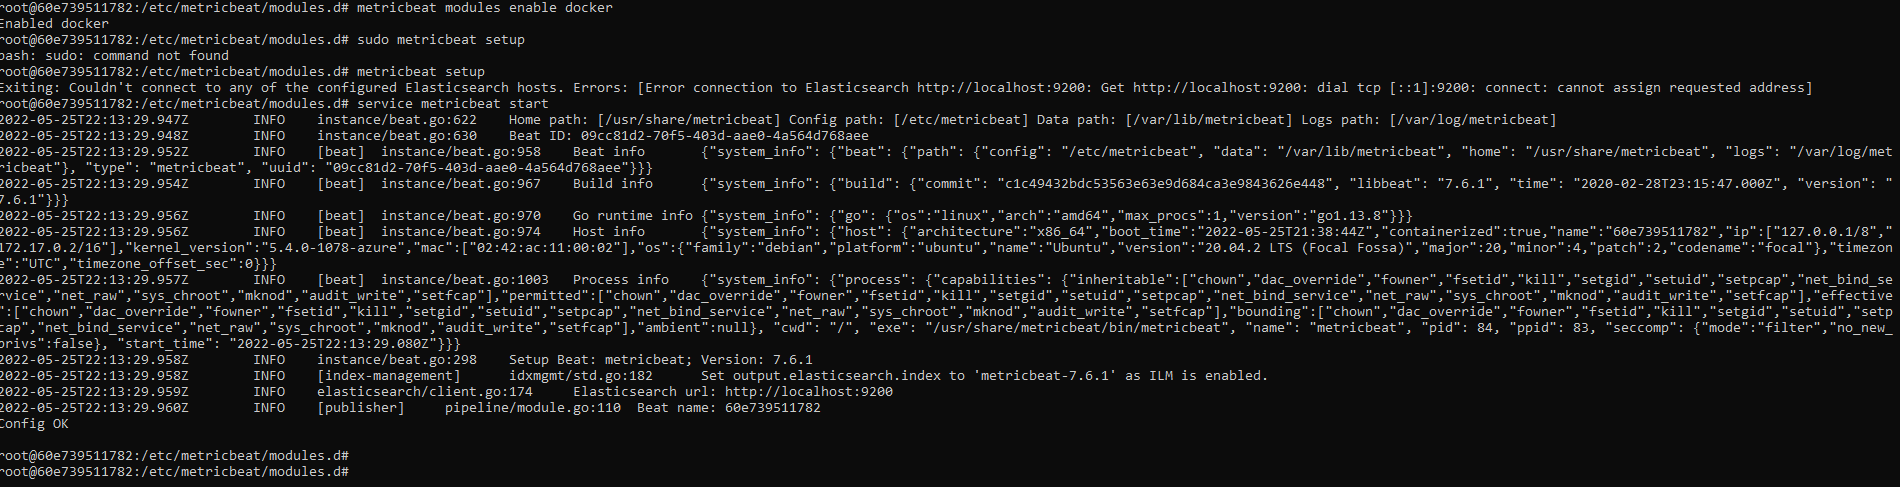 root@60e739511782:/etc/metricbeat/modules.d# metricbeat modules enable docker
Enabled docker
root@60e739511782:/etc/metricbeat/modules.d# sudo metricbeat setup
bash: sudo: command not found
root@60e739511782:/etc/metricbeat/modules.d# metricbeat setup
Exiting: Couldn't connect to any of the configured Elasticsearch hosts. Errors: [Error connection to Elasticsearch http://localhost:9200: Get http://localhost:9200: dial tcp [::1]:9200: connect: cannot assign requested address]
root@60e739511782:/etc/metricbeat/modules.d# service metricbeat start
2022-05-25T22:13:29.947Z        INFO    instance/beat.go:622    Home path: [/usr/share/metricbeat] Config path: [/etc/metricbeat] Data path: [/var/lib/metricbeat] Logs path: [/var/log/metricbeat]
2022-05-25T22:13:29.948Z        INFO    instance/beat.go:630    Beat ID: 09cc81d2-70f5-403d-aae0-4a564d768aee
2022-05-25T22:13:29.952Z        INFO    [beat]  instance/beat.go:958    Beat info       {"system_info": {"beat": {"path": {"config": "/etc/metricbeat", "data": "/var/lib/metricbeat", "home": "/usr/share/metricbeat", "logs": "/var/log/met
ricbeat"}, "type": "metricbeat", "uuid": "09cc81d2-70f5-403d-aae0-4a564d768aee"}}}
2022-05-25T22:13:29.954Z        INFO    [beat]  instance/beat.go:967    Build info      {"system_info": {"build": {"commit": "c1c49432bdc53563e63e9d684ca3e9843626e448", "libbeat": "7.6.1", "time": "2020-02-28T23:15:47.000Z", "version": "
7.6.1"}}}
2022-05-25T22:13:29.956Z        INFO    [beat]  instance/beat.go:970    Go runtime info {"system_info": {"go": {"os":"linux","arch":"amd64","max_procs":1,"version":"go1.13.8"}}}
2022-05-25T22:13:29.956Z        INFO    [beat]  instance/beat.go:974    Host info       {"system_info": {"host": {"architecture":"x86_64","boot_time":"2022-05-25T21:38:44Z","containerized":true,"name":"60e739511782","ip":["127.0.0.1/8","
172.17.0.2/16"],"kernel_version":"5.4.0-1078-azure","mac":["02:42:ac:11:00:02"],"os":{"family":"debian","platform":"ubuntu","name":"Ubuntu","version":"20.04.2 LTS (Focal Fossa)","major":20,"minor":4,"patch":2,"codename":"focal"},"timezon
e":"UTC","timezone_offset_sec":0}}}
2022-05-25T22:13:29.957Z        INFO    [beat]  instance/beat.go:1003   Process info    {"system_info": {"process": {"capabilities": {"inheritable":["chown","dac_override","fowner","fsetid","kill","setgid","setuid","setpcap","net_bind_se
rvice","net_raw","sys_chroot","mknod","audit_write","setfcap"],"permitted":["chown","dac_override","fowner","fsetid","kill","setgid","setuid","setpcap","net_bind_service","net_raw","sys_chroot","mknod","audit_write","setfcap"],"effective
":["chown","dac_override","fowner","fsetid","kill","setgid","setuid","setpcap","net_bind_service","net_raw","sys_chroot","mknod","audit_write","setfcap"],"bounding":["chown","dac_override","fowner","fsetid","kill","setgid","setuid","setp
cap","net_bind_service","net_raw","sys_chroot","mknod","audit_write","setfcap"],"ambient":null}, "cwd": "/", "exe": "/usr/share/metricbeat/bin/metricbeat", "name": "metricbeat", "pid": 84, "ppid": 83, "seccomp": {"mode":"filter","no_new_
privs":false}, "start_time": "2022-05-25T22:13:29.080Z"}}}
2022-05-25T22:13:29.958Z        INFO    instance/beat.go:298    Setup Beat: metricbeat; Version: 7.6.1
2022-05-25T22:13:29.958Z        INFO    [index-management]      idxmgmt/std.go:182      Set output.elasticsearch.index to 'metricbeat-7.6.1' as ILM is enabled.
2022-05-25T22:13:29.959Z        INFO    elasticsearch/client.go:174     Elasticsearch url: http://localhost:9200
2022-05-25T22:13:29.960Z        INFO    [publisher]     pipeline/module.go:110  Beat name: 60e739511782
Config OK
root@60e739511782:/etc/metricbeat/modules.d#
root@60e739511782:/etc/metricbeat/modules.d#